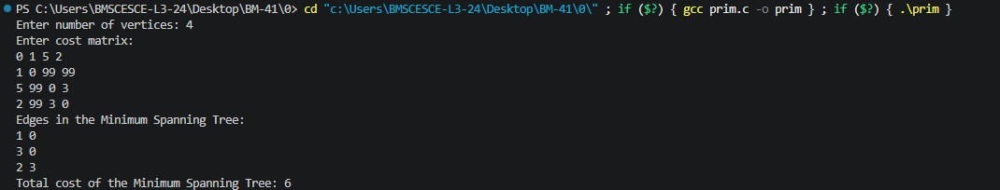 PS C:\Users\BMSCESCE-L3-24\Desktop\BM-41\0> cd "c:\Users\BMSCESCE-L3-24\Desktop\BM-41\0\" ; if ($?) { gcc prim.c -o prim } ; if ($?) { .\prim }
Enter number of vertices: 4
Enter cost matrix:
0 1 5 2
1 0 99 99
5 99 0 3
2 99 3 0
Edges in the Minimum Spanning Tree:
1 0
3 0
2 3
Total cost of the Minimum Spanning Tree: 6